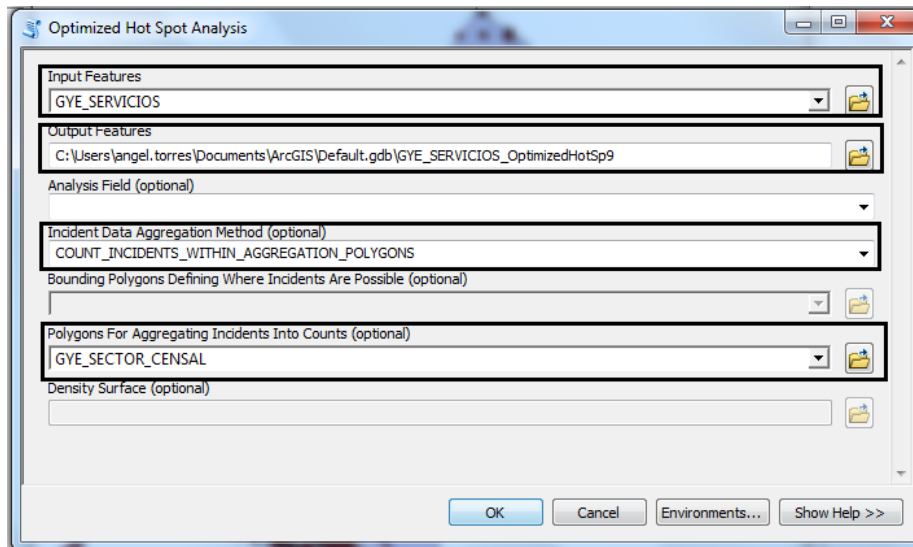 Optimized Hot Spot Analysis
Input Features
GYE_SERVICIOS
Output Features
C:\Users\angel.torres\Documents\ArcGIS\Default.gdb\GYE_SERVICIOS_OptimizedHotSp9
Analysis Field (optional)
Incident Data Aggregation Method (optional)
COUNT_INCIDENTS_WITHIN_AGGREGATION_POLYGONS
Bounding Polygons Defining Where Incidents Are Possible (optional)
Polygons For Aggregating Incidents Into Counts (optional)
GYE_SECTOR_CENSAL
Density Surface (optional)
OK Cancel Environments... Show Help >>